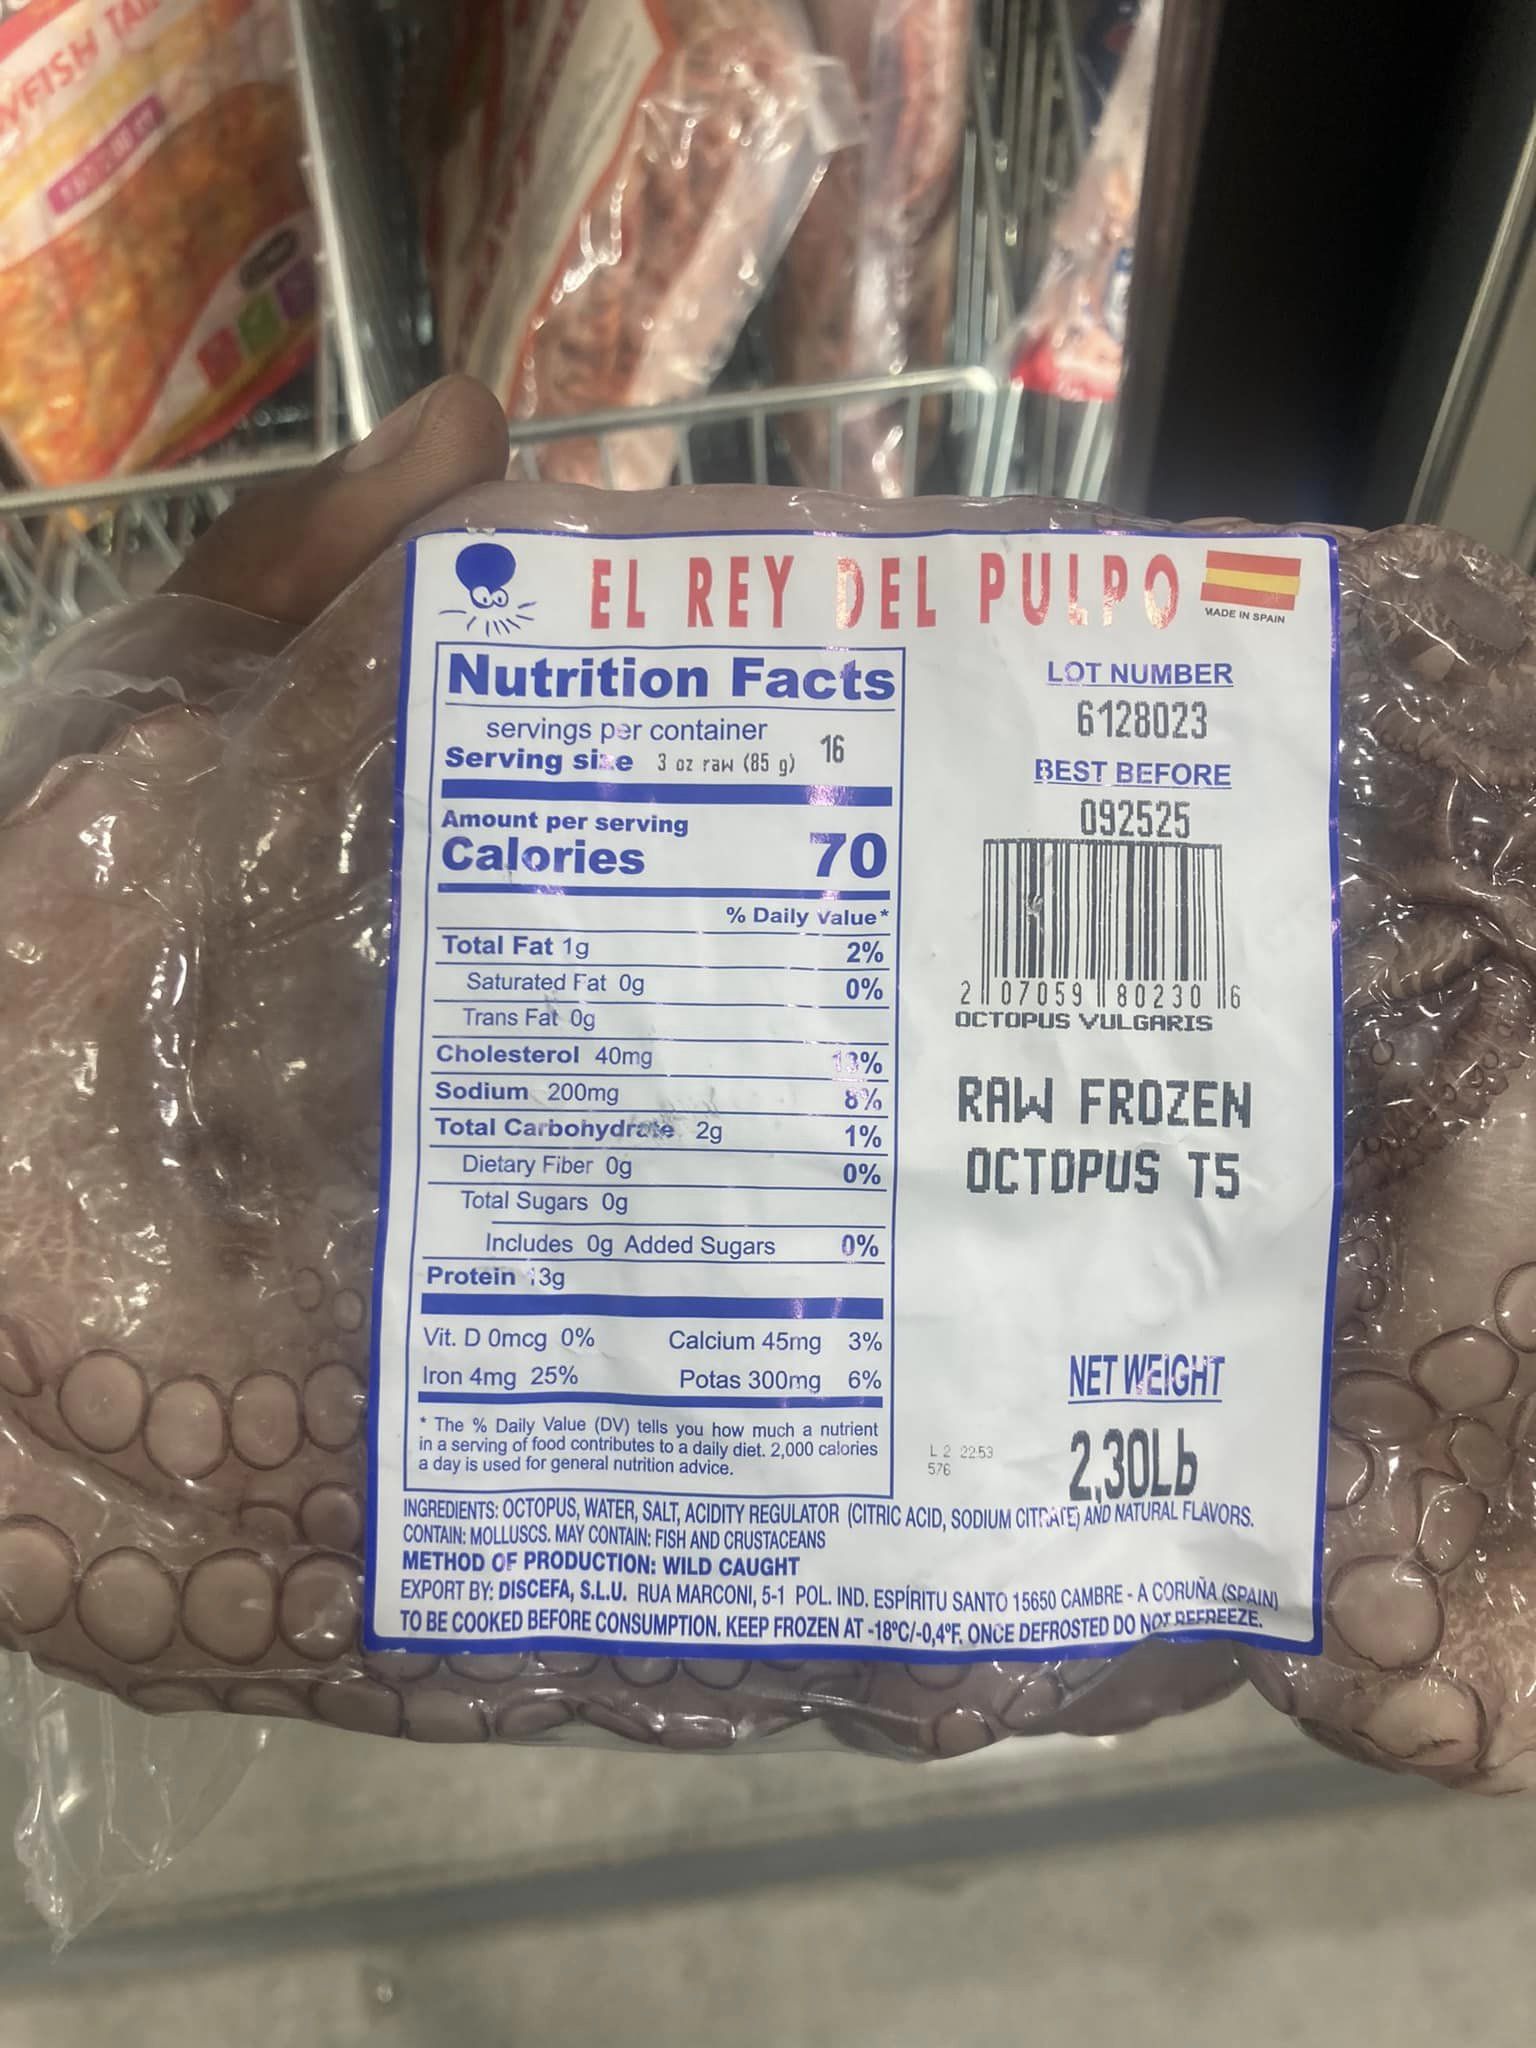 EL REY DEL PULPO
MADE IN SPAIN
Nutrition Facts
servings per container 16
Serving size 3 oz raw (85 g)
Amount per serving
Calories 70
% Daily Value*
Total Fat 1g 2%
Saturated Fat 0g 0%
Trans Fat 0g
Cholesterol 40mg 13%
Sodium 200mg 8%
Total Carbohydrate 2g 1%
Dietary Fiber 0g 0%
Total Sugars 0g
Includes 0g Added Sugars 0%
Protein 13g
Vit. D 0mcg 0% Calcium 45mg 3%
Iron 4mg 25% Potas 300mg 6%
* The % Daily Value (DV) tells you how much a nutrient
in a serving of food contributes to a daily diet. 2,000 calories
a day is used for general nutrition advice.
LOT NUMBER
6128023
BEST BEFORE
092525
2 07059 80230 6
OCTOPUS VULGARIS
RAW FROZEN
OCTOPUS T5
NET WEIGHT
2,30Lb
L 2 22:53
576
INGREDIENTS: OCTOPUS, WATER, SALT, ACIDITY REGULATOR (CITRIC ACID, SODIUM CITRATE) AND NATURAL FLAVORS.
CONTAIN: MOLLUSCS. MAY CONTAIN: FISH AND CRUSTACEANS
METHOD OF PRODUCTION: WILD CAUGHT
EXPORT BY: DISCEFA, S.L.U. RUA MARCONI, 5-1 POL. IND. ESPÍRITU SANTO 15650 CAMBRE - A CORUÑA (SPAIN)
TO BE COOKED BEFORE CONSUMPTION. KEEP FROZEN AT -18ºC/-0,4ºF. ONCE DEFROSTED DO NOT REFREEZE.